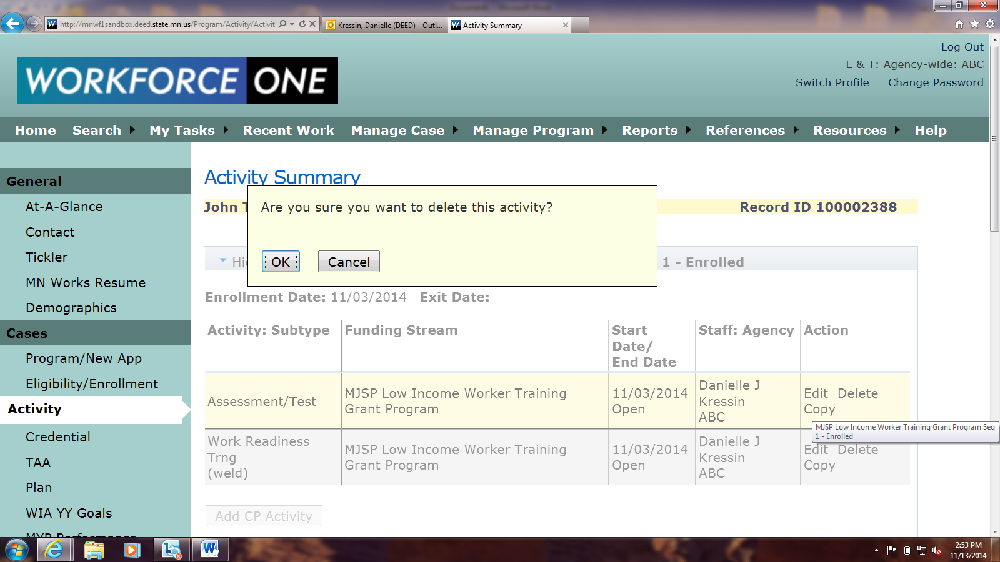 http://mnwf1sandbox.deed.state.mn.us/Program/Activity/Activit
Kressin, Danielle (DEED) - Outl...
Activity Summary
Log Out
E & T: Agency-wide: ABC
Switch Profile Change Password
WORKFORCE ONE
Home Search My Tasks Recent Work Manage Case Manage Program Reports References Resources Help
General
At-A-Glance
Contact
Tickler
MN Works Resume
Demographics
Cases
Program/New App
Eligibility/Enrollment
Activity
Credential
TAA
Plan
WIA YY Goals
MYP Performance
Activity Summary
John T
Record ID 100002388
Are you sure you want to delete this activity?
OK Cancel
Hi
1 - Enrolled
Enrollment Date: 11/03/2014 Exit Date:
Activity: Subtype
Funding Stream
Start
Date/
End Date
Staff: Agency
Action
Assessment/Test
MJSP Low Income Worker Training
Grant Program
11/03/2014
Open
Danielle J
Kressin
ABC
Edit Delete
Copy
MJSP Low Income Worker Training Grant Program Seq
1 - Enrolled
Work Readiness
Trng
(weld)
MJSP Low Income Worker Training
Grant Program
11/03/2014
Open
Danielle J
Kressin
ABC
Edit Delete
Copy
Add CP Activity
2:53 PM
11/13/2014